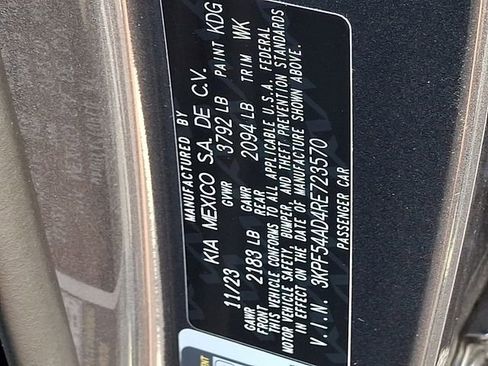 MANUFACTURED BY
KIA MEXICO S.A. DE C.V.
11/23 GVWR 3792 LB PAINT KDG
GAWR FRONT 2183 LB GAWR REAR 2094 LB TRIM WK
THIS VEHICLE CONFORMS TO ALL APPLICABLE U.S.A. FEDERAL
MOTOR VEHICLE SAFETY, BUMPER, AND THEFT PREVENTION STANDARDS
IN EFFECT ON THE DATE OF MANUFACTURE SHOWN ABOVE.
V.I.N. 3KPF54AD4RE723570
PASSENGER CAR